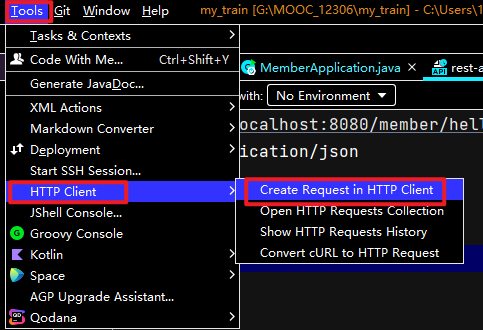 Tools Git Window Help my_train [G:\MOOC_12306\my_train] - C:\Users\1
Tasks & Contexts
Code With Me... Ctrl+Shift+Y
Generate JavaDoc...
XML Actions
Markdown Converter
Deployment
Start SSH Session...
HTTP Client
JShell Console...
Groovy Console
Kotlin
Space
AGP Upgrade Assistant...
Qodana
MemberApplication.java rest-a
API
with: No Environment
ocalhost:8080/member/hel
ication/json
Create Request in HTTP Client
Open HTTP Requests Collection
Show HTTP Requests History
Convert cURL to HTTP Request